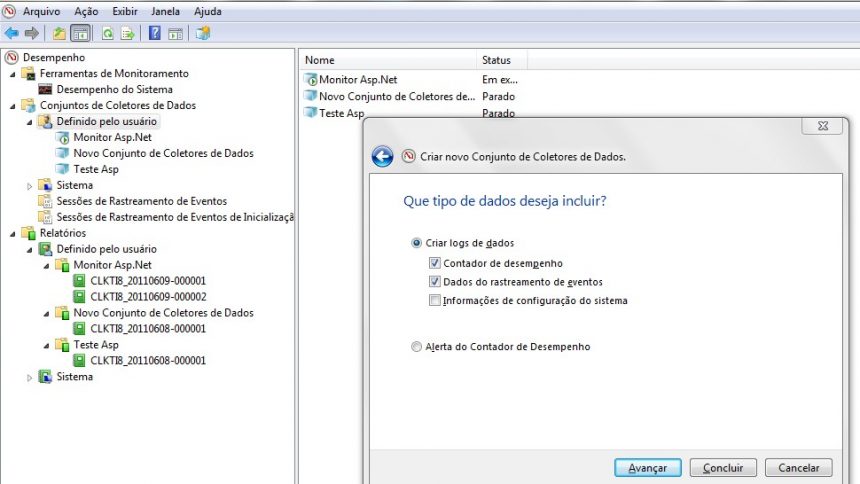 Arquivo Ação Exibir Janela Ajuda
Desempenho
Ferramentas de Monitoramento
Desempenho do Sistema
Conjuntos de Coletores de Dados
Definido pelo usuário
Monitor Asp.Net
Novo Conjunto de Coletores de Dados
Teste Asp
Sistema
Sessões de Rastreamento de Eventos
Sessões de Rastreamento de Eventos de Inicializaçã
Relatórios
Definido pelo usuário
Monitor Asp.Net
CLKTI8_20110609-000001
CLKTI8_20110609-000002
Novo Conjunto de Coletores de Dados
CLKTI8_20110608-000001
Teste Asp
CLKTI8_20110608-000001
Sistema
Nome Status
Monitor Asp.Net Em ex...
Novo Conjunto de Coletores de... Parado
Teste Asp Parado
Criar novo Conjunto de Coletores de Dados.
Que tipo de dados deseja incluir?
Criar logs de dados
Contador de desempenho
Dados do rastreamento de eventos
Informações de configuração do sistema
Alerta do Contador de Desempenho
Avançar Concluir Cancelar